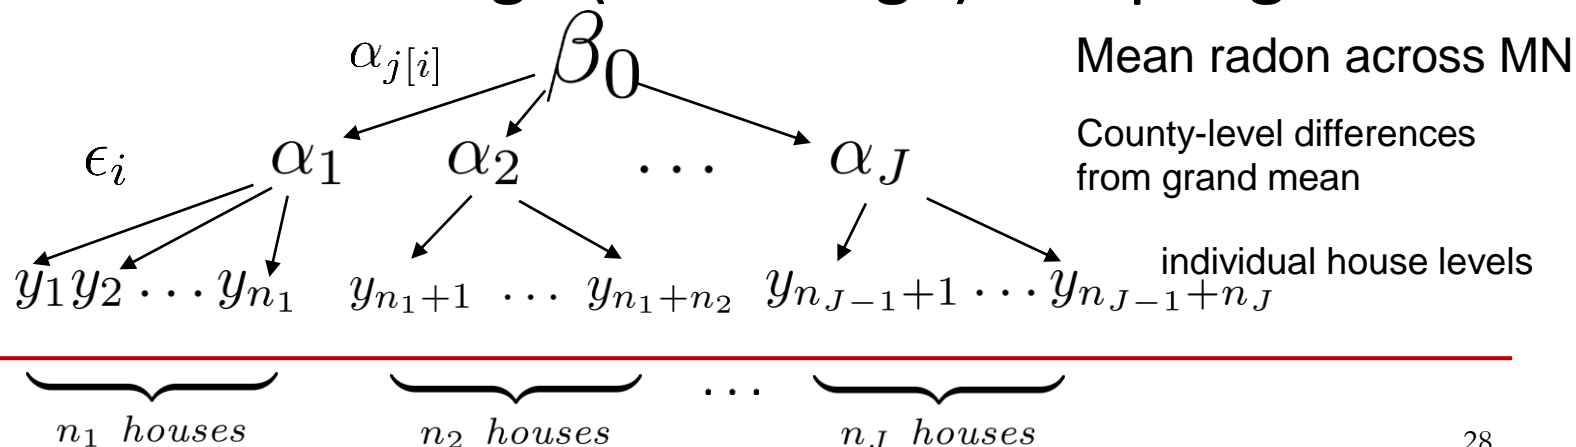 α_{j[i]} β_0 Mean radon across MN
County-level differences
from grand mean
ϵ_i α_1 α_2 ... α_J
individual house levels
y_1 y_2 ... y_{n_1} y_{n_1+1} ... y_{n_1+n_2} y_{n_{J-1}+1} ... y_{n_{J-1}+n_J}
...
n_1 houses n_2 houses n_J houses
28